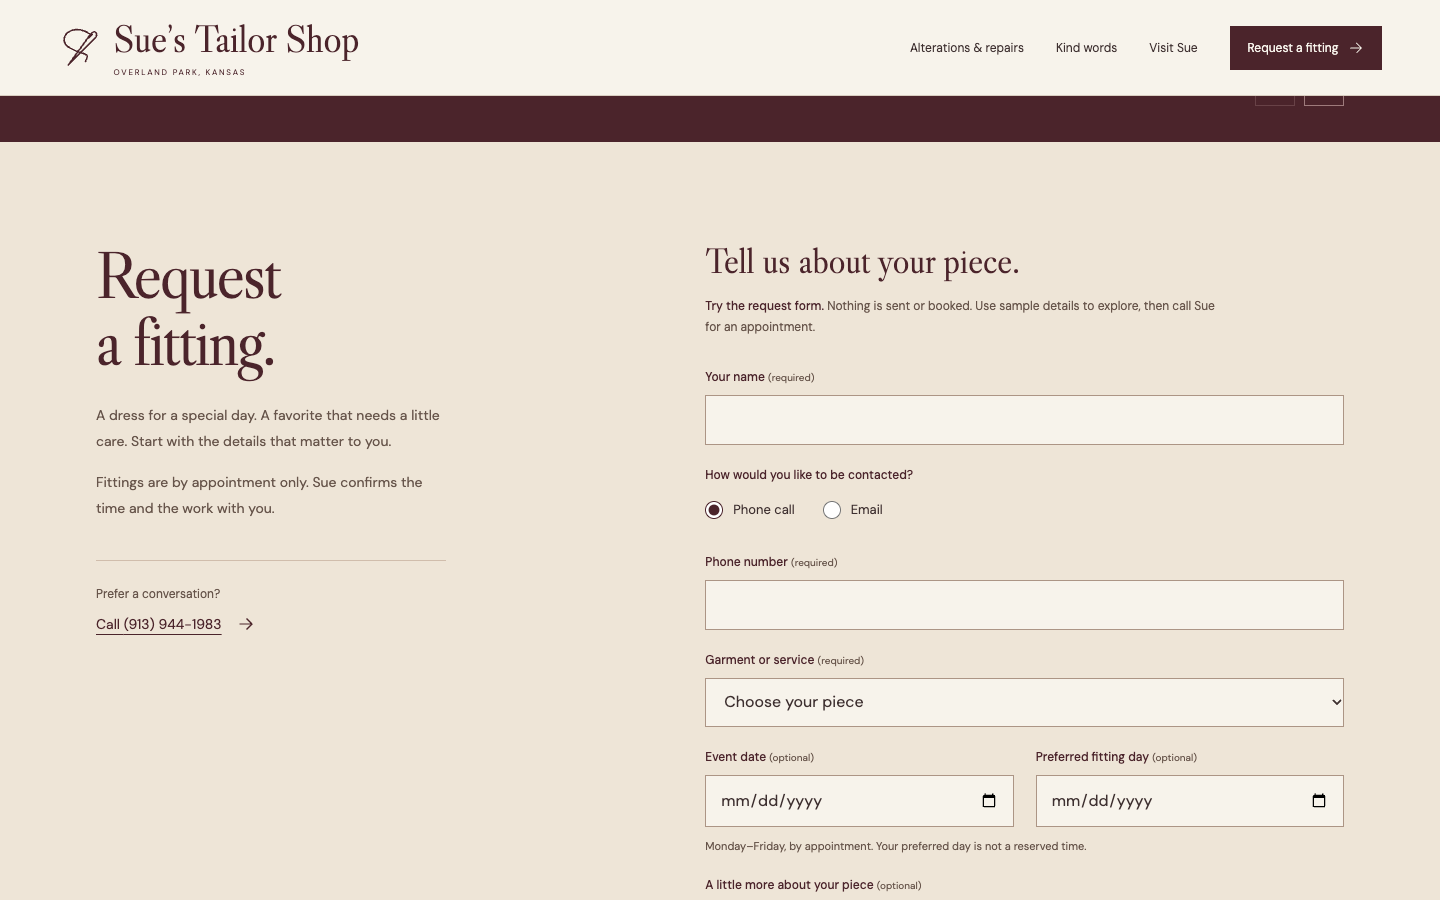 Sue’s Tailor Shop
OVERLAND PARK, KANSAS
Alterations & repairs
Kind words
Visit Sue
Request a fitting
Request
a fitting.
A dress for a special day. A favorite that needs a little
care. Start with the details that matter to you.
Fittings are by appointment only. Sue confirms the
time and the work with you.
Prefer a conversation?
Call (913) 944-1983
Tell us about your piece.
Try the request form. Nothing is sent or booked. Use sample details to explore, then call Sue
for an appointment.
Your name (required)
How would you like to be contacted?
Phone call
Email
Phone number (required)
Garment or service (required)
Choose your piece
Event date (optional)
Preferred fitting day (optional)
mm/dd/yyyy
mm/dd/yyyy
Monday–Friday, by appointment. Your preferred day is not a reserved time.
A little more about your piece (optional)